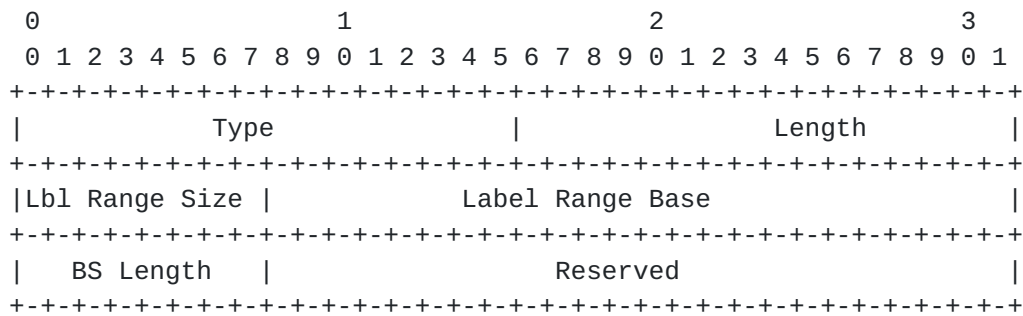 0                   1                   2                   3
 0 1 2 3 4 5 6 7 8 9 0 1 2 3 4 5 6 7 8 9 0 1 2 3 4 5 6 7 8 9 0 1
+-+-+-+-+-+-+-+-+-+-+-+-+-+-+-+-+-+-+-+-+-+-+-+-+-+-+-+-+-+-+-+-+
|            Type               |                Length         |
+-+-+-+-+-+-+-+-+-+-+-+-+-+-+-+-+-+-+-+-+-+-+-+-+-+-+-+-+-+-+-+-+
|Lbl Range Size |            Label Range Base                   |
+-+-+-+-+-+-+-+-+-+-+-+-+-+-+-+-+-+-+-+-+-+-+-+-+-+-+-+-+-+-+-+-+
|   BS Length   |                  Reserved                     |
+-+-+-+-+-+-+-+-+-+-+-+-+-+-+-+-+-+-+-+-+-+-+-+-+-+-+-+-+-+-+-+-+